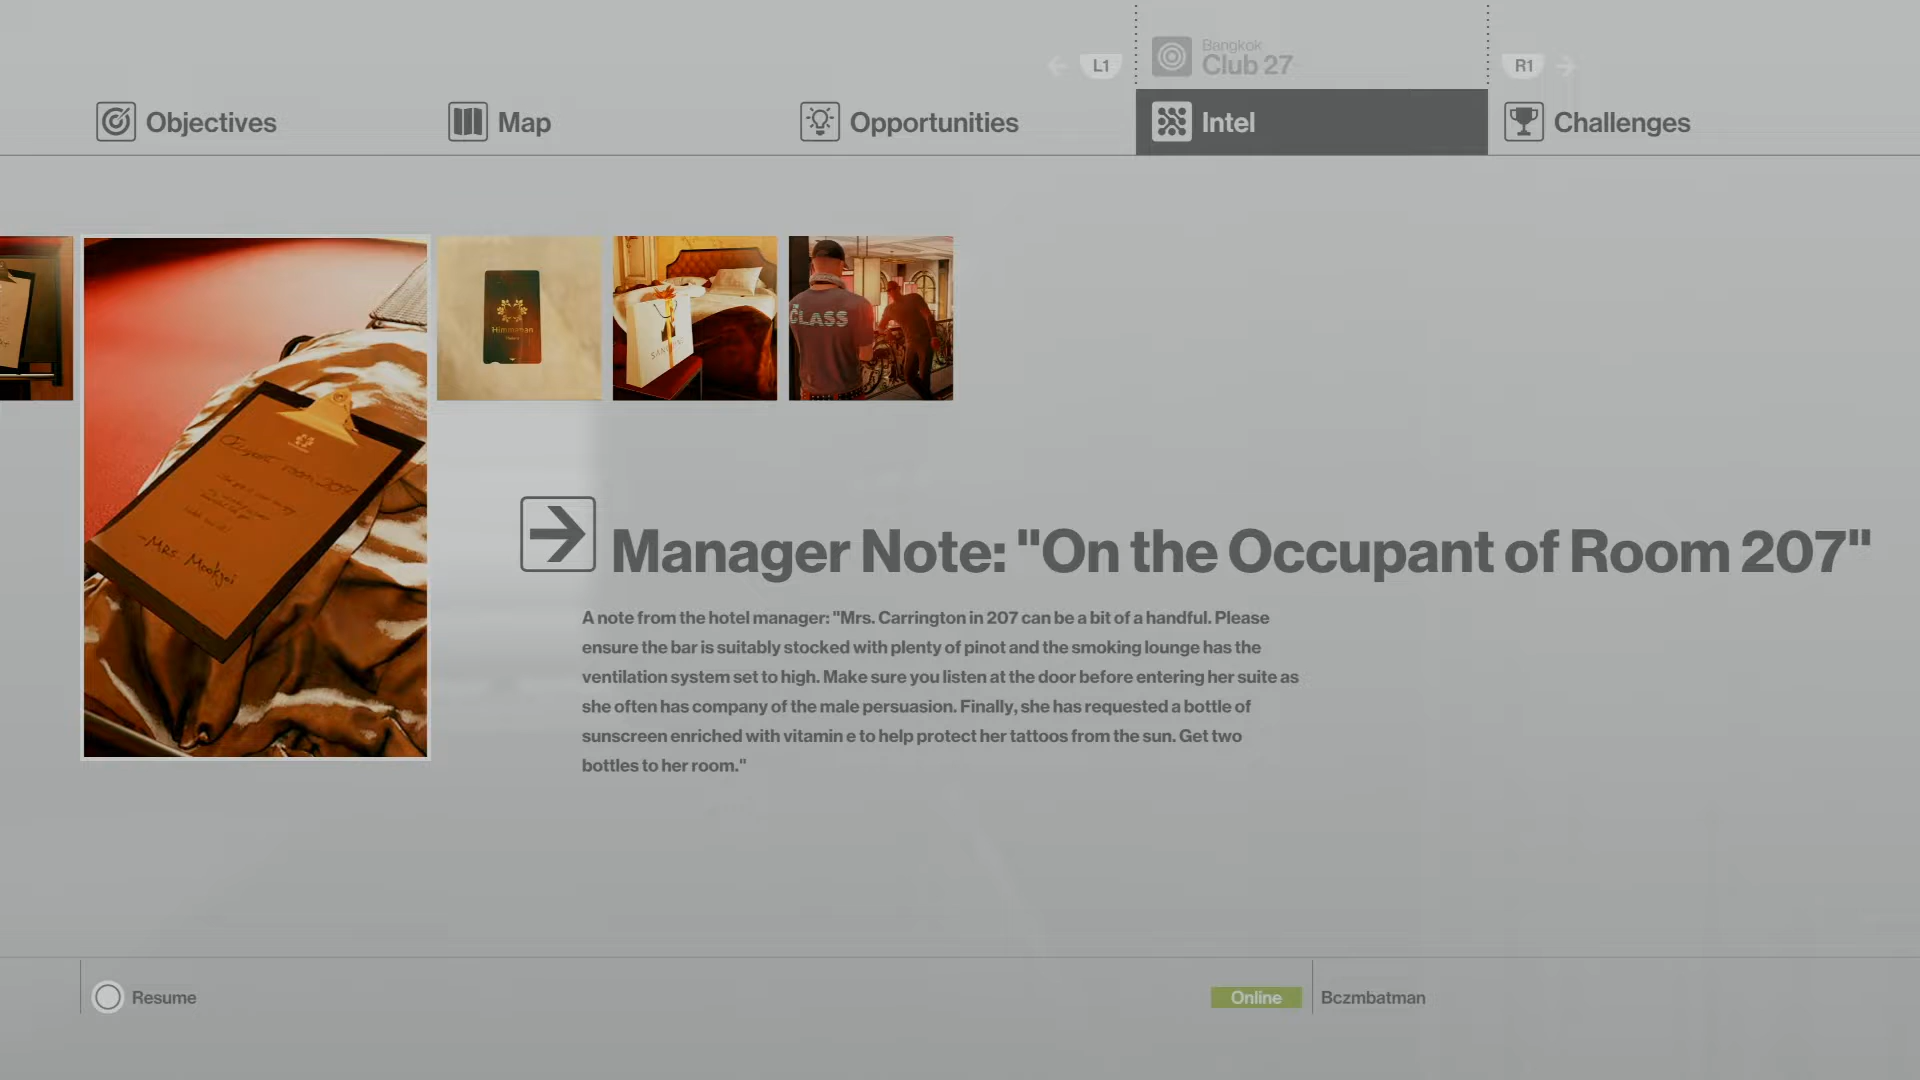 Bangkok
Club 27
L1
R1
Objectives
Map
Opportunities
Intel
Challenges
Himmapan
CLASS
room 207
-Mrs. Mookjai
Manager Note: "On the Occupant of Room 207"
A note from the hotel manager: "Mrs. Carrington in 207 can be a bit of a handful. Please
ensure the bar is suitably stocked with plenty of pinot and the smoking lounge has the
ventilation system set to high. Make sure you listen at the door before entering her suite as
she often has company of the male persuasion. Finally, she has requested a bottle of
sunscreen enriched with vitamin e to help protect her tattoos from the sun. Get two
bottles to her room."
Resume
Online
Bczmbatman